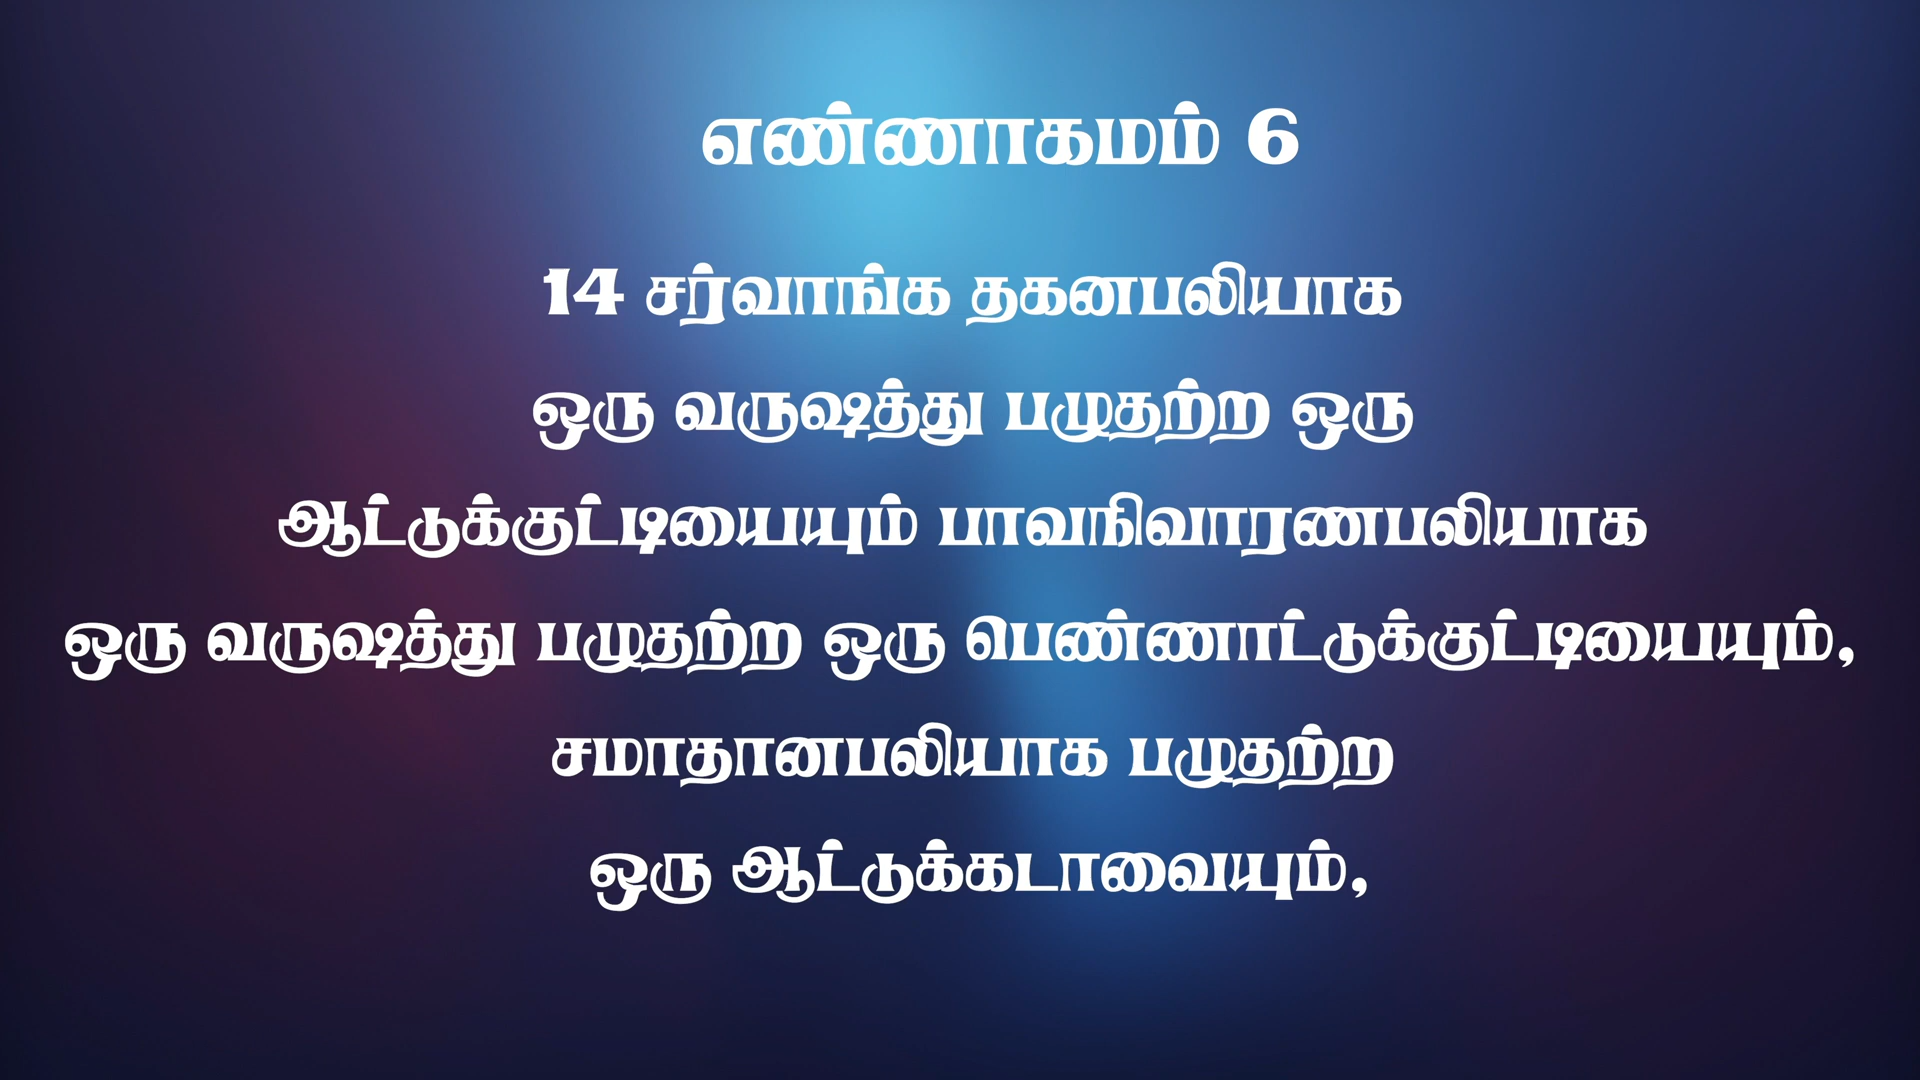 எண்ணாகமம் 6
14 சர்வாங்க தகனபலியாக
ஒரு வருஷத்து பழுதற்ற ஒரு
ஆட்டுக்குட்டியையும் பாவநிவாரணபலியாக
ஒரு வருஷத்து பழுதற்ற ஒரு பெண்ணாட்டுக்குட்டியையும்,
சமாதானபலியாக பழுதற்ற
ஒரு ஆட்டுக்கடாவையும்,